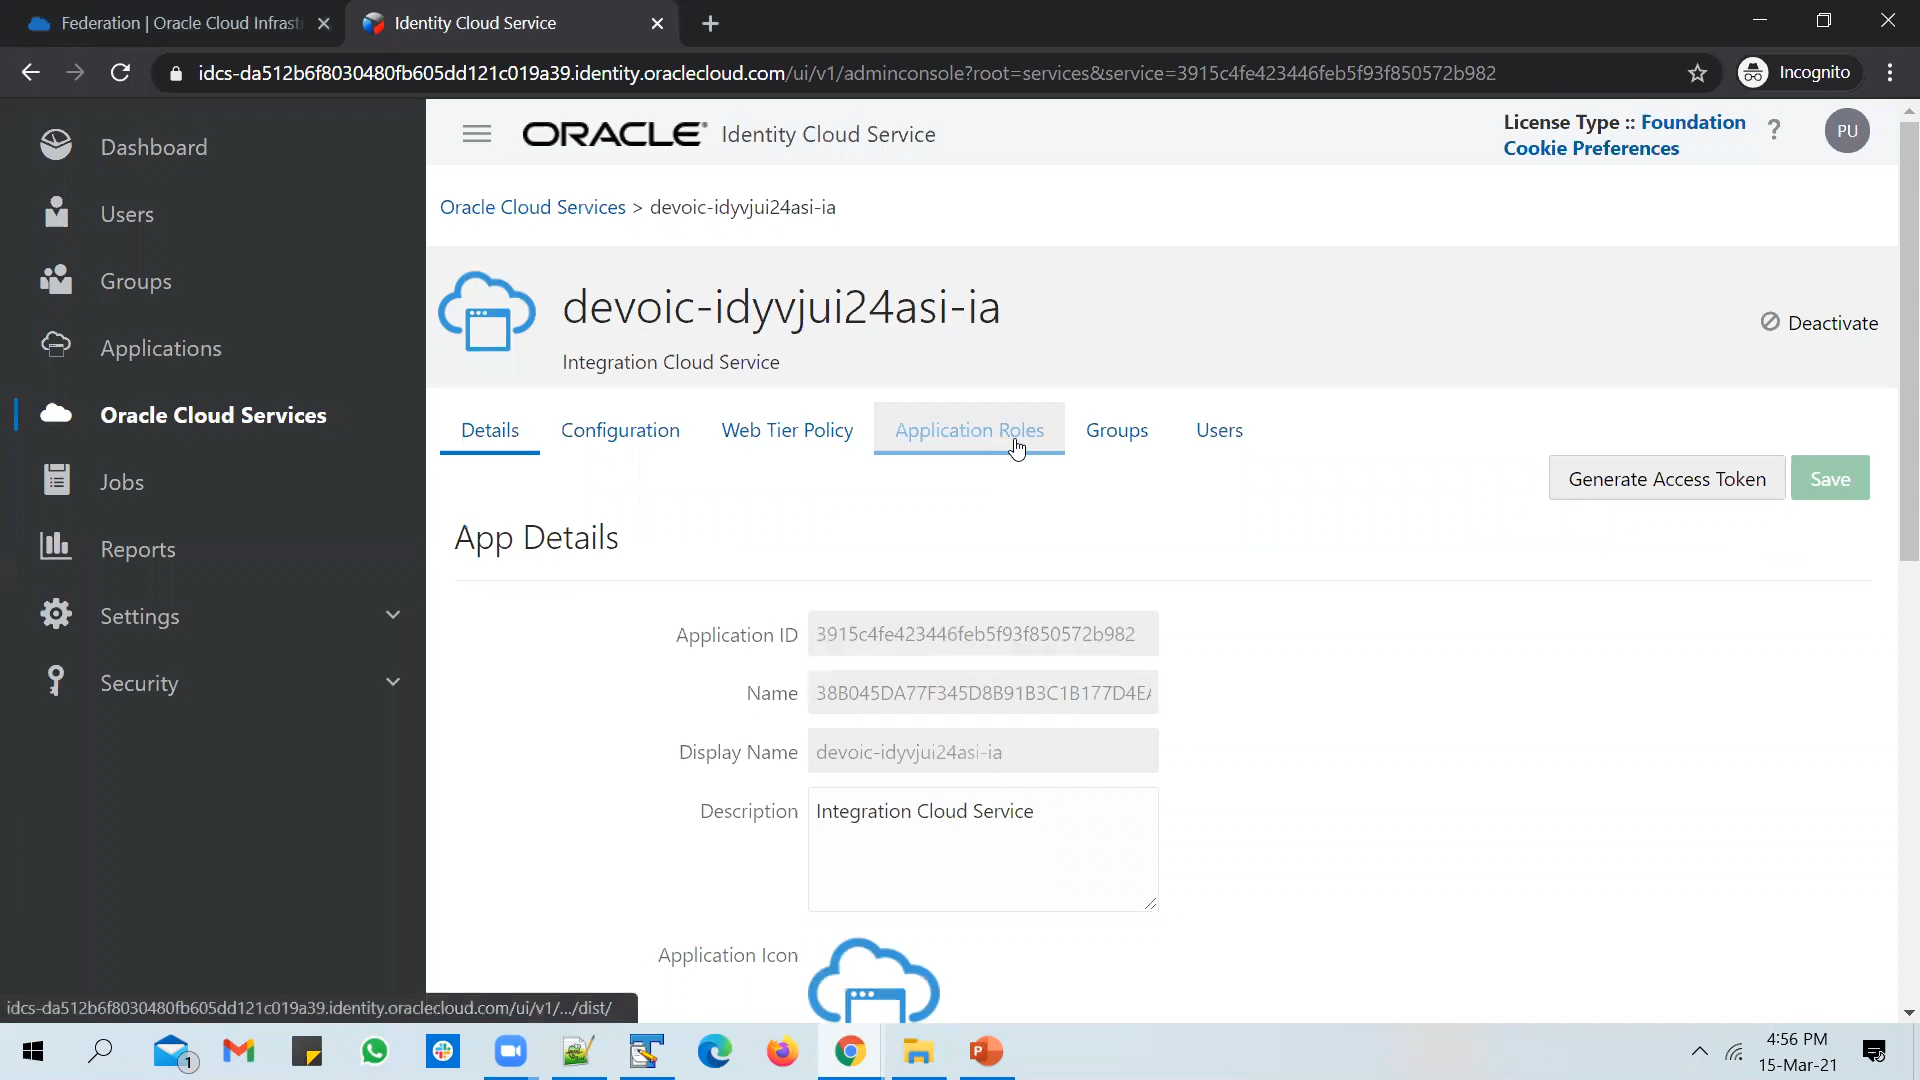 Federation | Oracle Cloud Infrast
Identity Cloud Service
idcs-da512b6f8030480fb605dd121c019a39.identity.oraclecloud.com/ui/v1/adminconsole?root=services&service=3915c4fe423446feb5f93f850572b982
Incognito
Dashboard
Users
Groups
Applications
Oracle Cloud Services
Jobs
Reports
Settings
Security
ORACLE Identity Cloud Service
License Type :: Foundation
Cookie Preferences
?
PU
Oracle Cloud Services > devoic-idyvjui24asi-ia
devoic-idyvjui24asi-ia
Integration Cloud Service
Deactivate
Details Configuration Web Tier Policy Application Roles Groups Users
Generate Access Token Save
App Details
Application ID 3915c4fe423446feb5f93f850572b982
Name 38B045DA77F345D8B91B3C1B177D4E
Display Name devoic-idyvjui24asi-ia
Description Integration Cloud Service
Application Icon
idcs-da512b6f8030480fb605dd121c019a39.identity.oraclecloud.com/ui/v1/.../dist/
1
4:56 PM
15-Mar-21